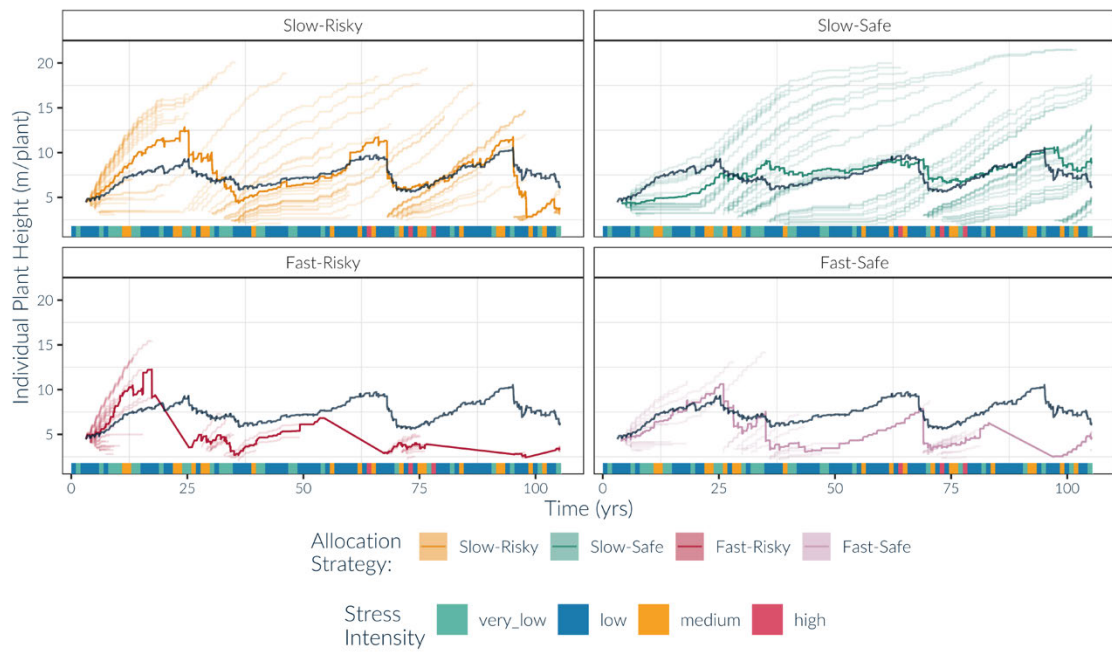 Slow-Risky
Slow-Safe
20
15
10
5
Fast-Risky
Fast-Safe
20
15
10
5
Individual Plant Height (m/plant)
0
25
50
75
100
0
25
50
75
100
Time (yrs)
Allocation
Strategy:
Slow-Risky
Slow-Safe
Fast-Risky
Fast-Safe
Stress
Intensity
very_low
low
medium
high